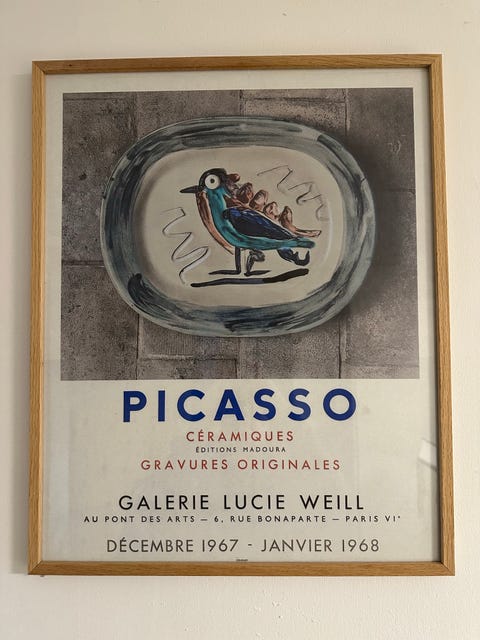 PICASSO
CÉRAMIQUES
ÉDITIONS MADOURA
GRAVURES ORIGINALES
GALERIE LUCIE WEILL
AU PONT DES ARTS – 6, RUE BONAPARTE – PARIS VIᵉ
DÉCEMBRE 1967 - JANVIER 1968